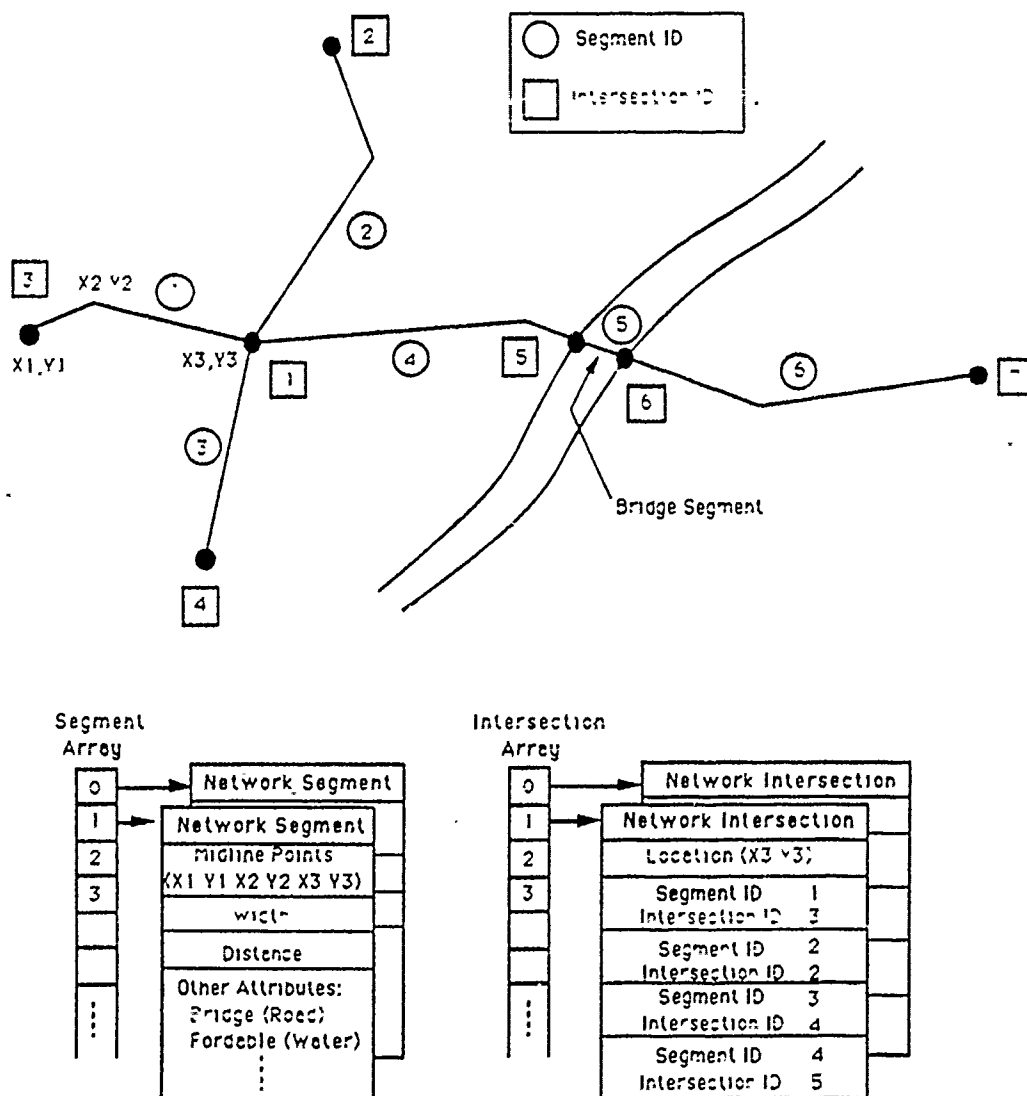 2
Segment ID
Intersection ID
2
3
X2 Y2
5
X1,Y1
X3,Y3
1
4
5
6
3
Bridge Segment
4
Segment
Array
0
1
2
3
Network Segment
Network Segment
Midline Points
(X1 Y1 X2 Y2 X3 Y3)
Width
Distance
Other Attributes:
Bridge (Road)
Fordable (Water)
Intersection
Array
0
1
2
3
Network Intersection
Network Intersection
Location (X3 Y3)
Segment ID 1
Intersection ID 3
Segment ID 2
Intersection ID 2
Segment ID 3
Intersection ID 4
Segment ID 4
Intersection ID 5